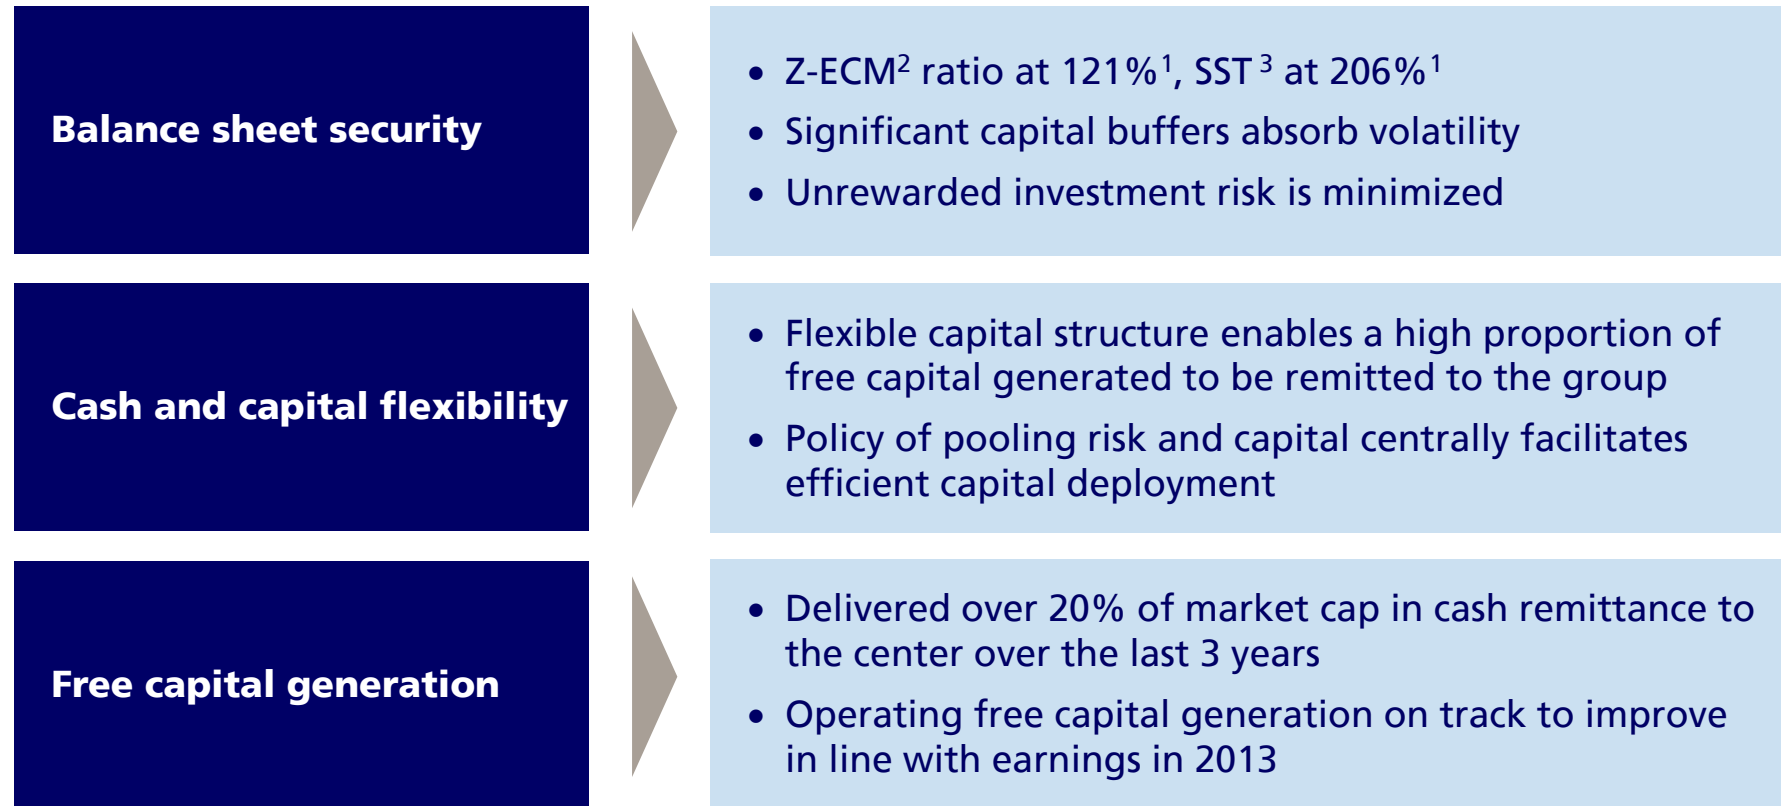 Balance sheet security
• Z-ECM² ratio at 121%¹, SST ³ at 206%¹
• Significant capital buffers absorb volatility
• Unrewarded investment risk is minimized
Cash and capital flexibility
• Flexible capital structure enables a high proportion of
free capital generated to be remitted to the group
• Policy of pooling risk and capital centrally facilitates
efficient capital deployment
Free capital generation
• Delivered over 20% of market cap in cash remittance to
the center over the last 3 years
• Operating free capital generation on track to improve
in line with earnings in 2013